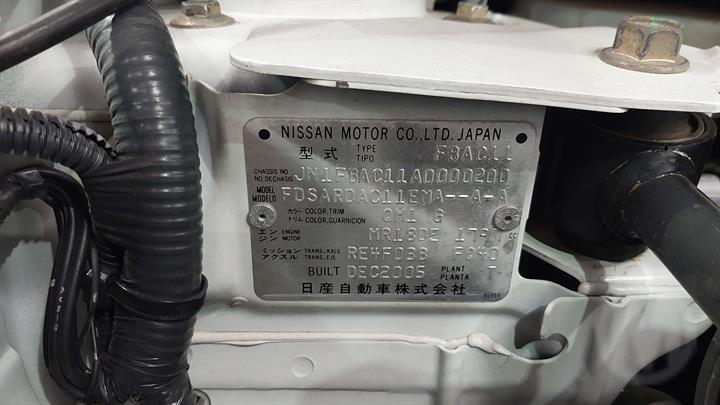 NISSAN MOTOR CO., LTD. JAPAN
型式 TYPE TIPO F8AC11
CHASSIS NO NO.DECHASIS JN1FBAC11A0000200
MODEL MODELO FDSARDAC11EMA--A-A
カラー トリム COLOR,TRIM COLOR,GUARNICION QM1 G
エンジン ENGINE MOTOR MR18DE 1797 CC
ミッション アクスル TRANS,AXLE TRANS,EJE RE4F03B FQ40
BUILT DEC2005 PLANT PLANTA T
日産自動車株式会社